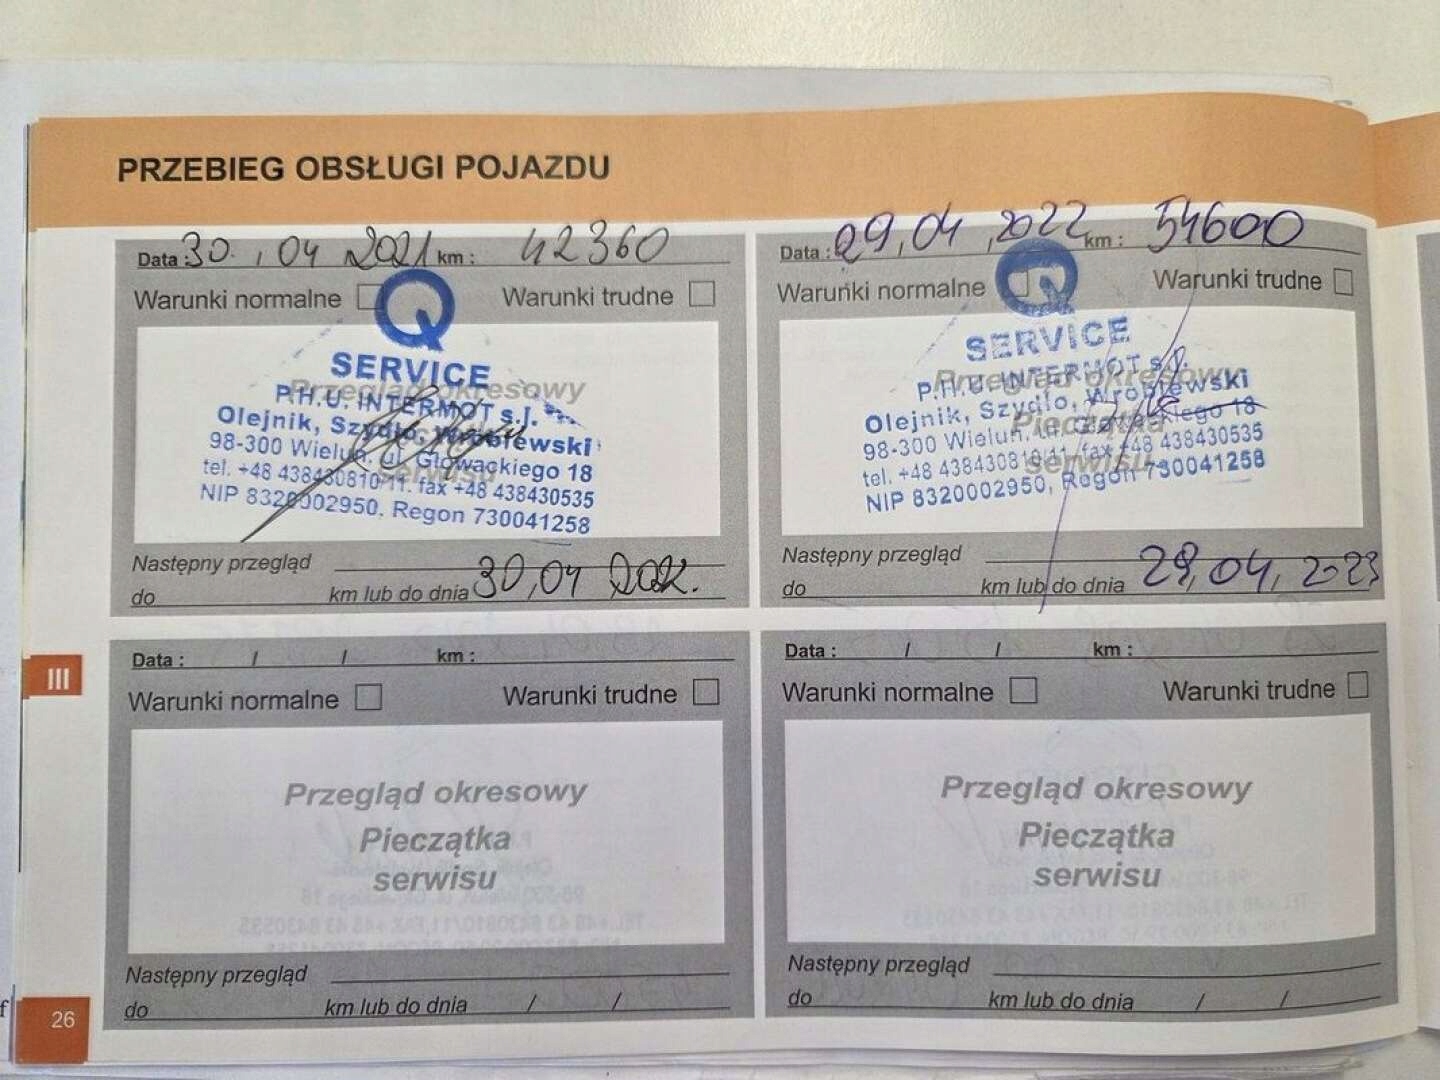 PRZEBIEG OBSŁUGI POJAZDU
Data : 30 . 04 2021 km : 42360
Warunki normalne Warunki trudne
Q
SERVICE
Przegląd okresowy
P.H.U. INTERMOT s.j.
Olejnik, Szydło, Wróblewski
98-300 Wieluń, ul. Głowackiego 18
serwisu
tel. +48 438430810/11. fax +48 438430535
NIP 8320002950, Regon 730041258
Następny przegląd
do km lub do dnia 30,04 202
Data : 29,04,2022 km : 54600
Warunki normalne Warunki trudne
Q
SERVICE
Przegląd okresowy
P.H.U. INTERMOT s.j.
Olejnik, Szydło, Wróblewski
Pieczątka
98-300 Wieluń, ul. Głowackiego 18
serwisu
tel. +48 438430810/11, fax +48 438430535
NIP 8320002950, Regon 730041258
Następny przegląd
do km lub do dnia 29,04,2023
III
Data : / / km :
Warunki normalne Warunki trudne
Przegląd okresowy
Pieczątka
serwisu
Następny przegląd
do km lub do dnia / /
Data : / / km :
Warunki normalne Warunki trudne
Przegląd okresowy
Pieczątka
serwisu
Następny przegląd
do km lub do dnia / /
26